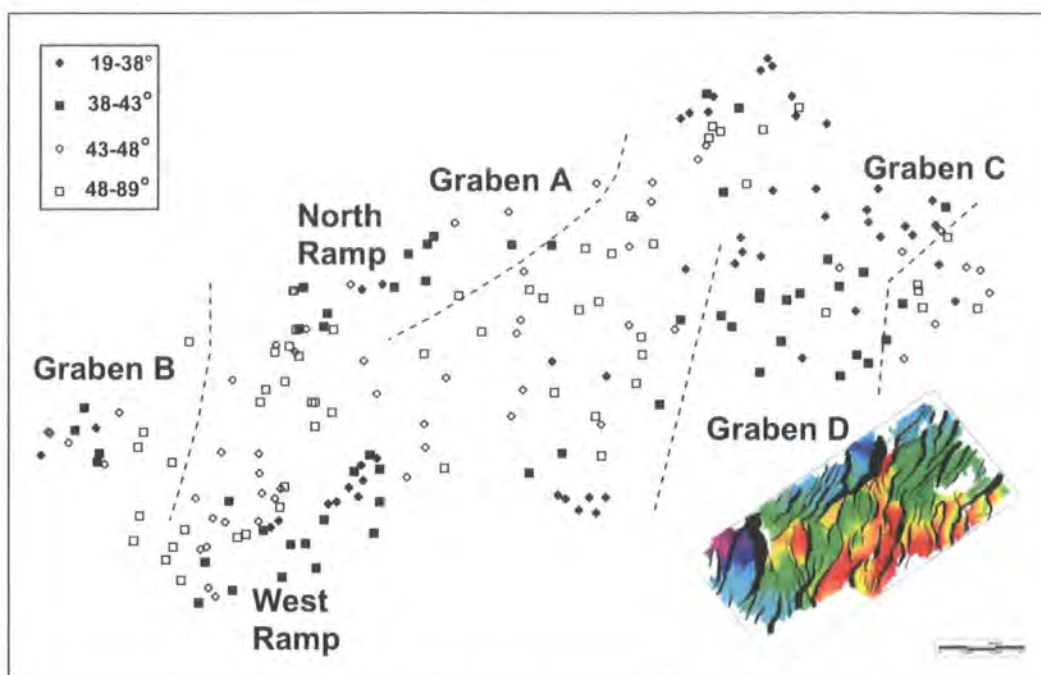 19-38°
38-43°
43-48°
48-89°
Graben A
Graben C
North
Ramp
Graben B
Graben D
West
Ramp